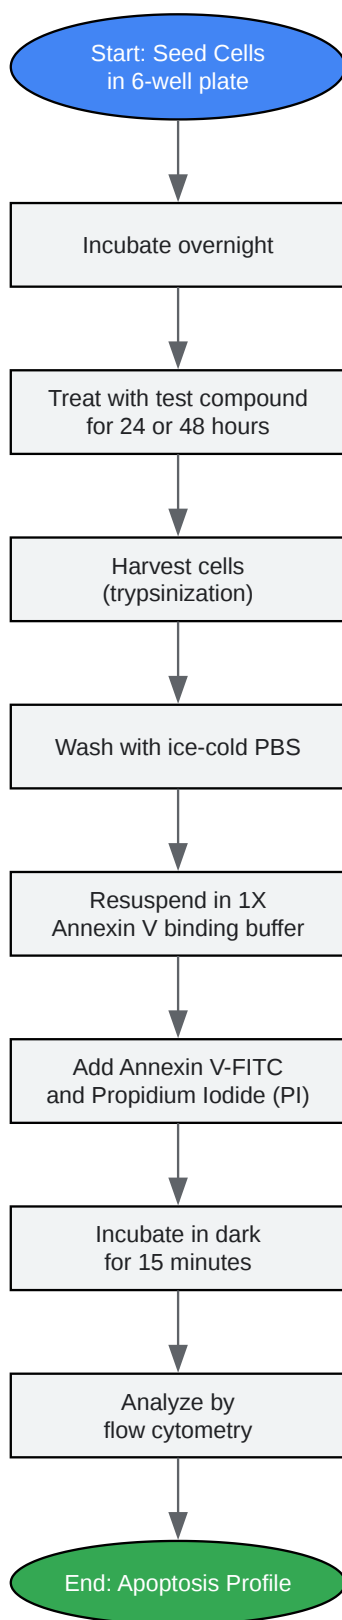 Start: Seed Cells
in 6-well plate
Incubate overnight
Treat with test compound
for 24 or 48 hours
Harvest cells
(trypsinization)
Wash with ice-cold PBS
Resuspend in 1X
Annexin V binding buffer
Add Annexin V-FITC
and Propidium Iodide (PI)
Incubate in dark
for 15 minutes
Analyze by
flow cytometry
End: Apoptosis Profile